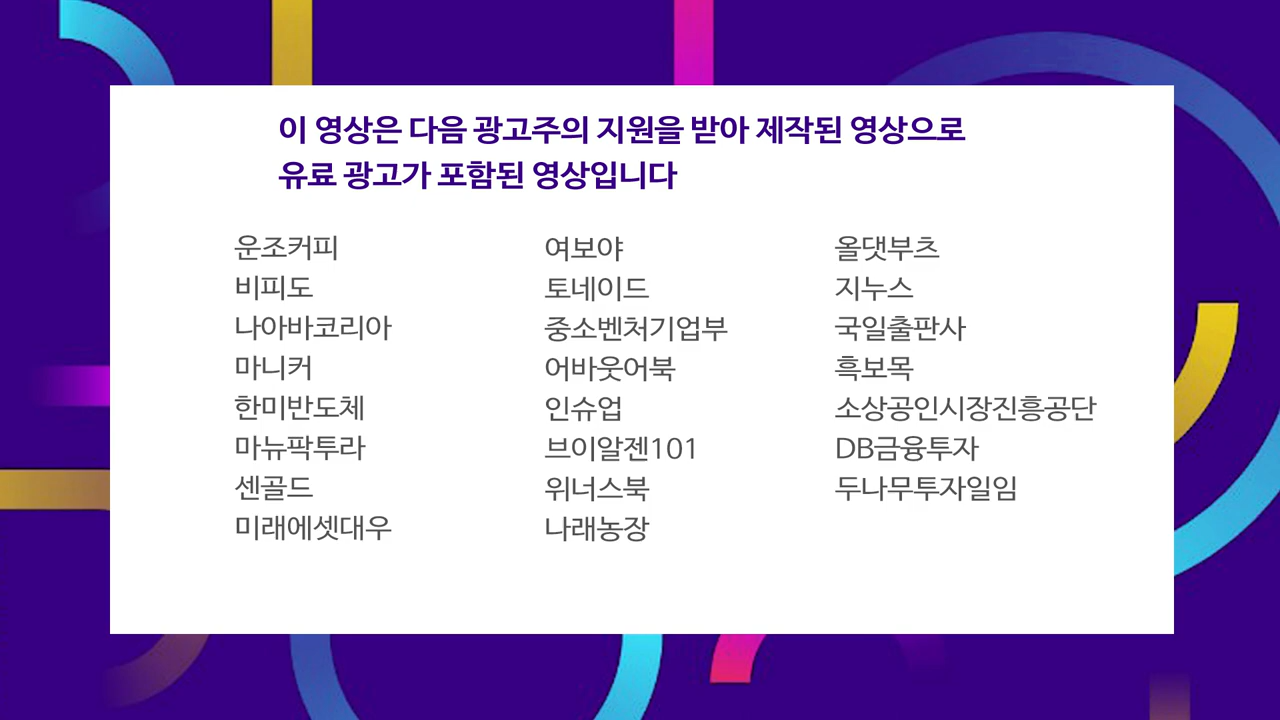 이 영상은 다음 광고주의 지원을 받아 제작된 영상으로
유료 광고가 포함된 영상입니다
운조커피
비피도
나아바코리아
마니커
한미반도체
마뉴팍투라
센골드
미래에셋대우
여보야
토네이드
중소벤처기업부
어바웃어북
인슈업
브이알젠101
위너스북
나래농장
올댓부츠
지누스
국일출판사
흑보목
소상공인시장진흥공단
DB금융투자
두나무투자일임